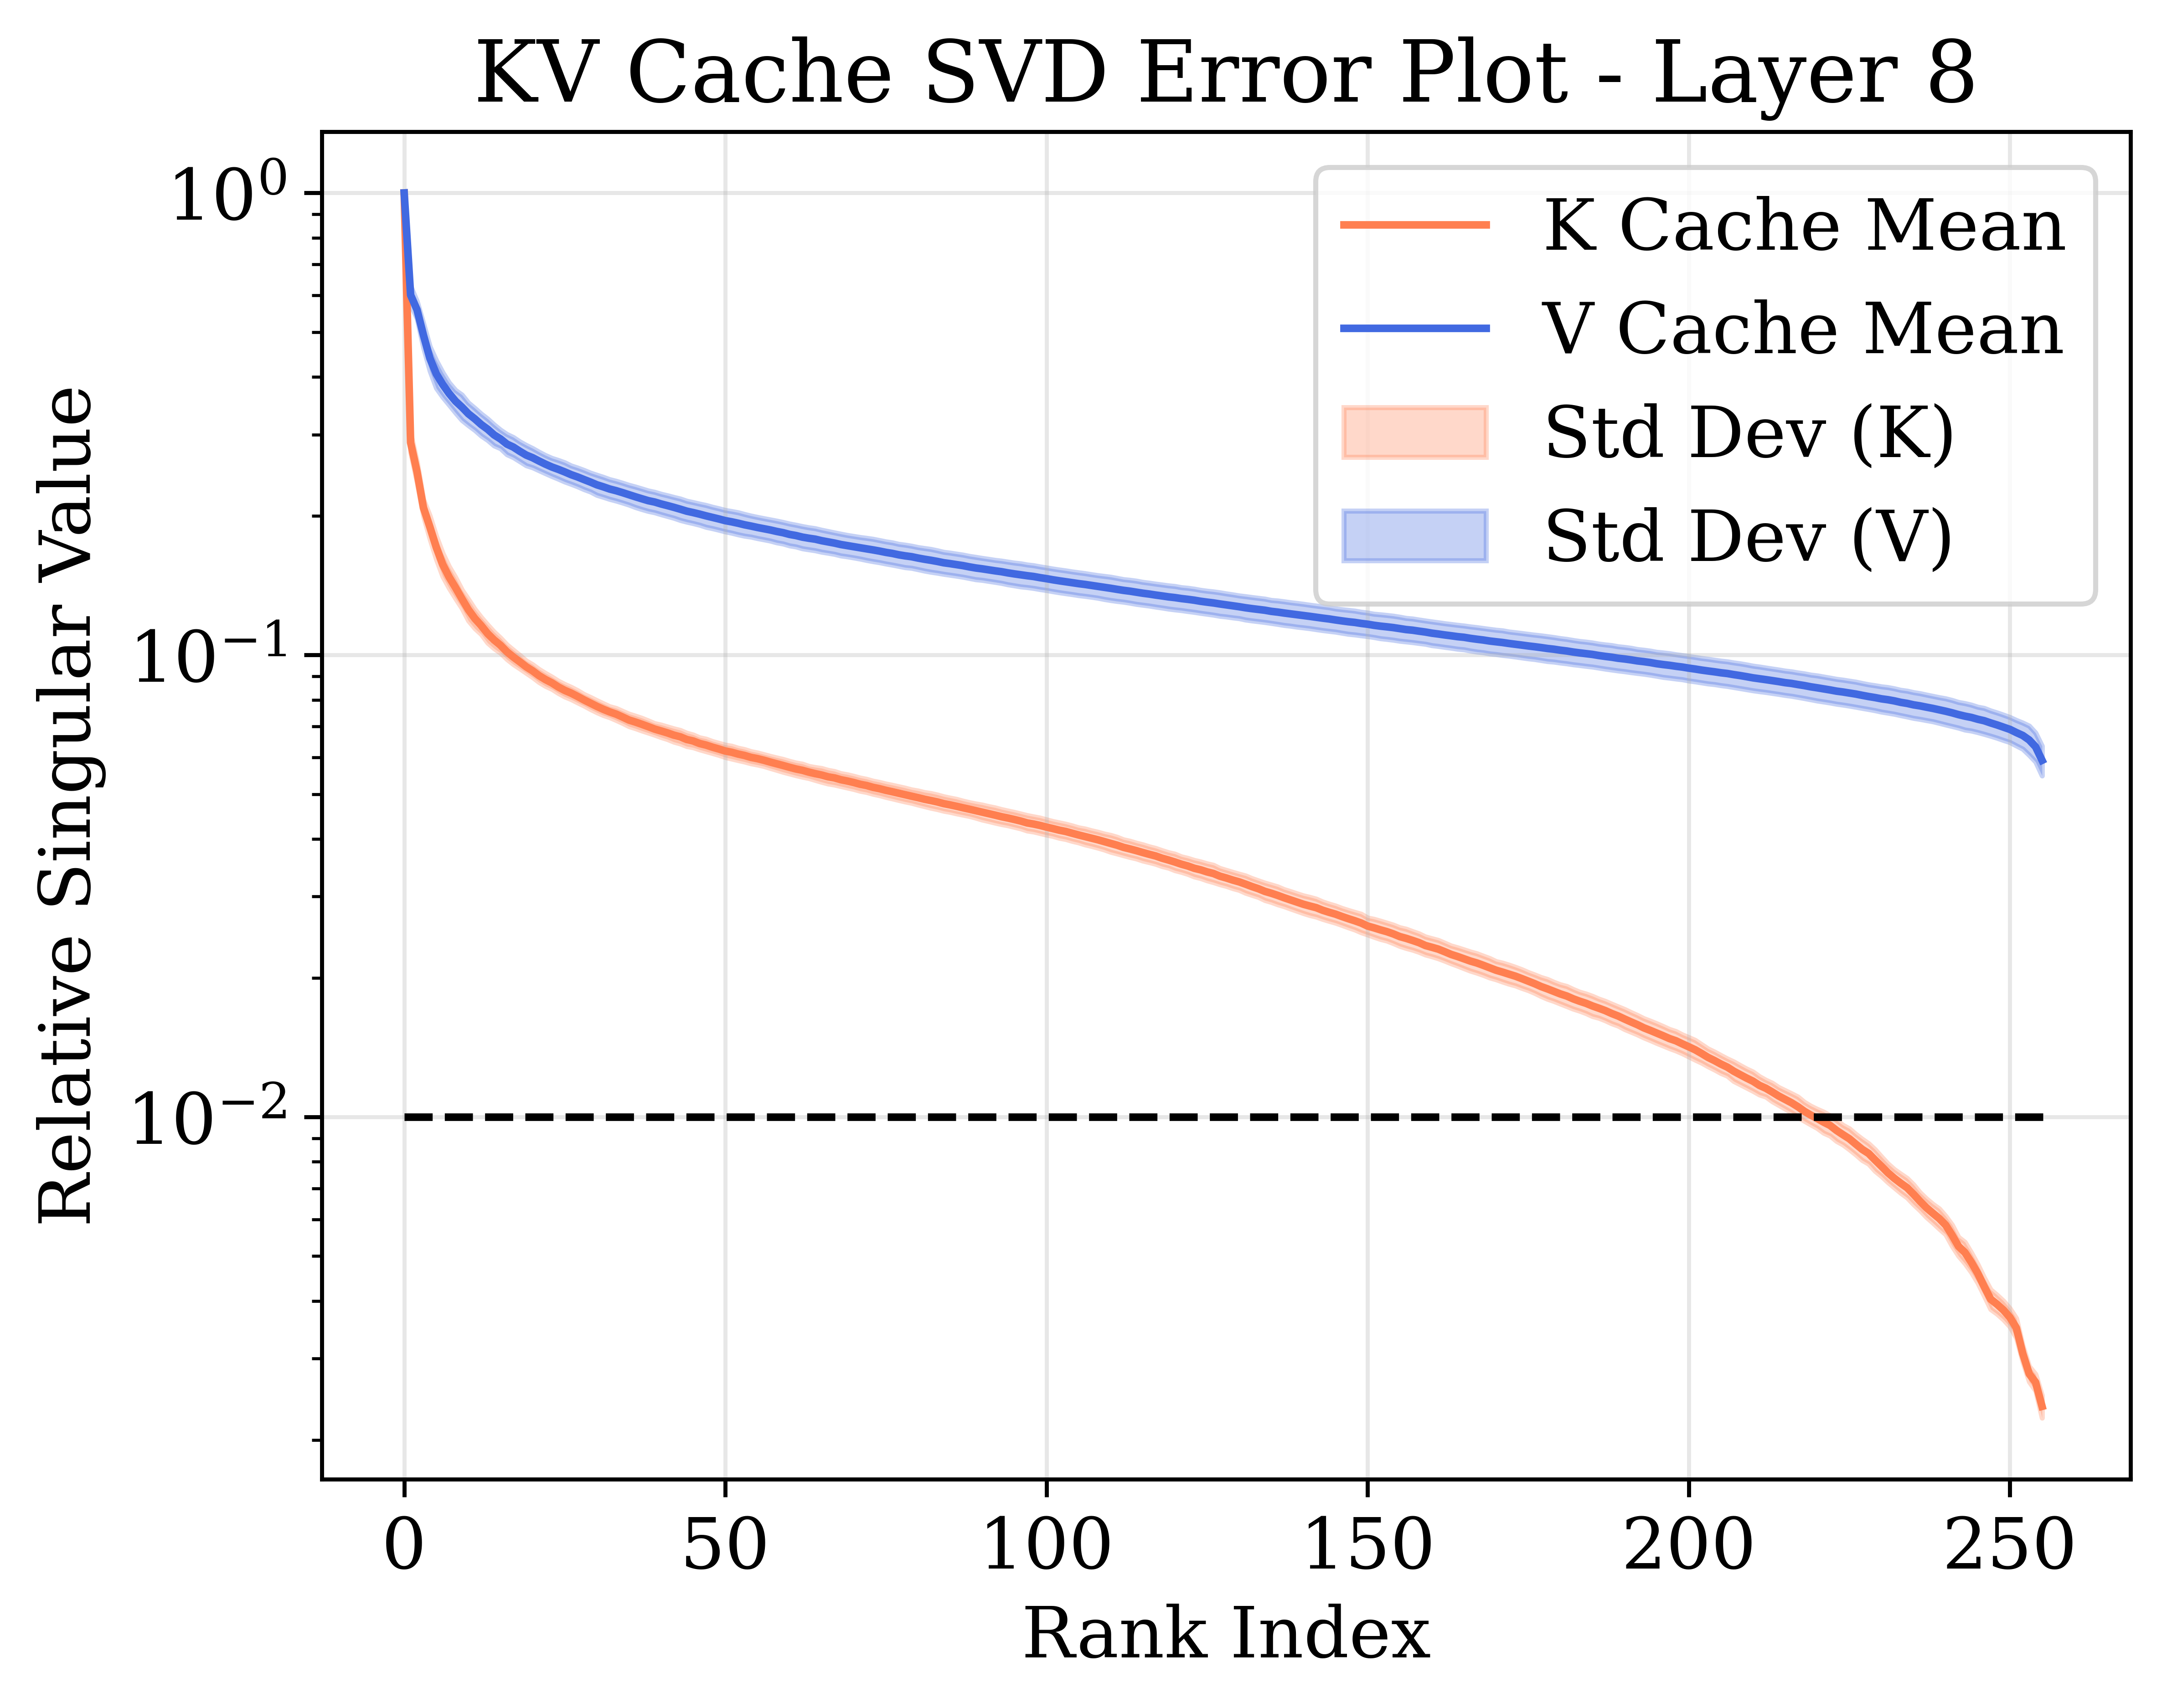 KV Cache SVD Error Plot - Layer 8
Relative Singular Value
10⁰
10⁻¹
10⁻²
K Cache Mean
V Cache Mean
Std Dev (K)
Std Dev (V)
0 50 100 150 200 250
Rank Index